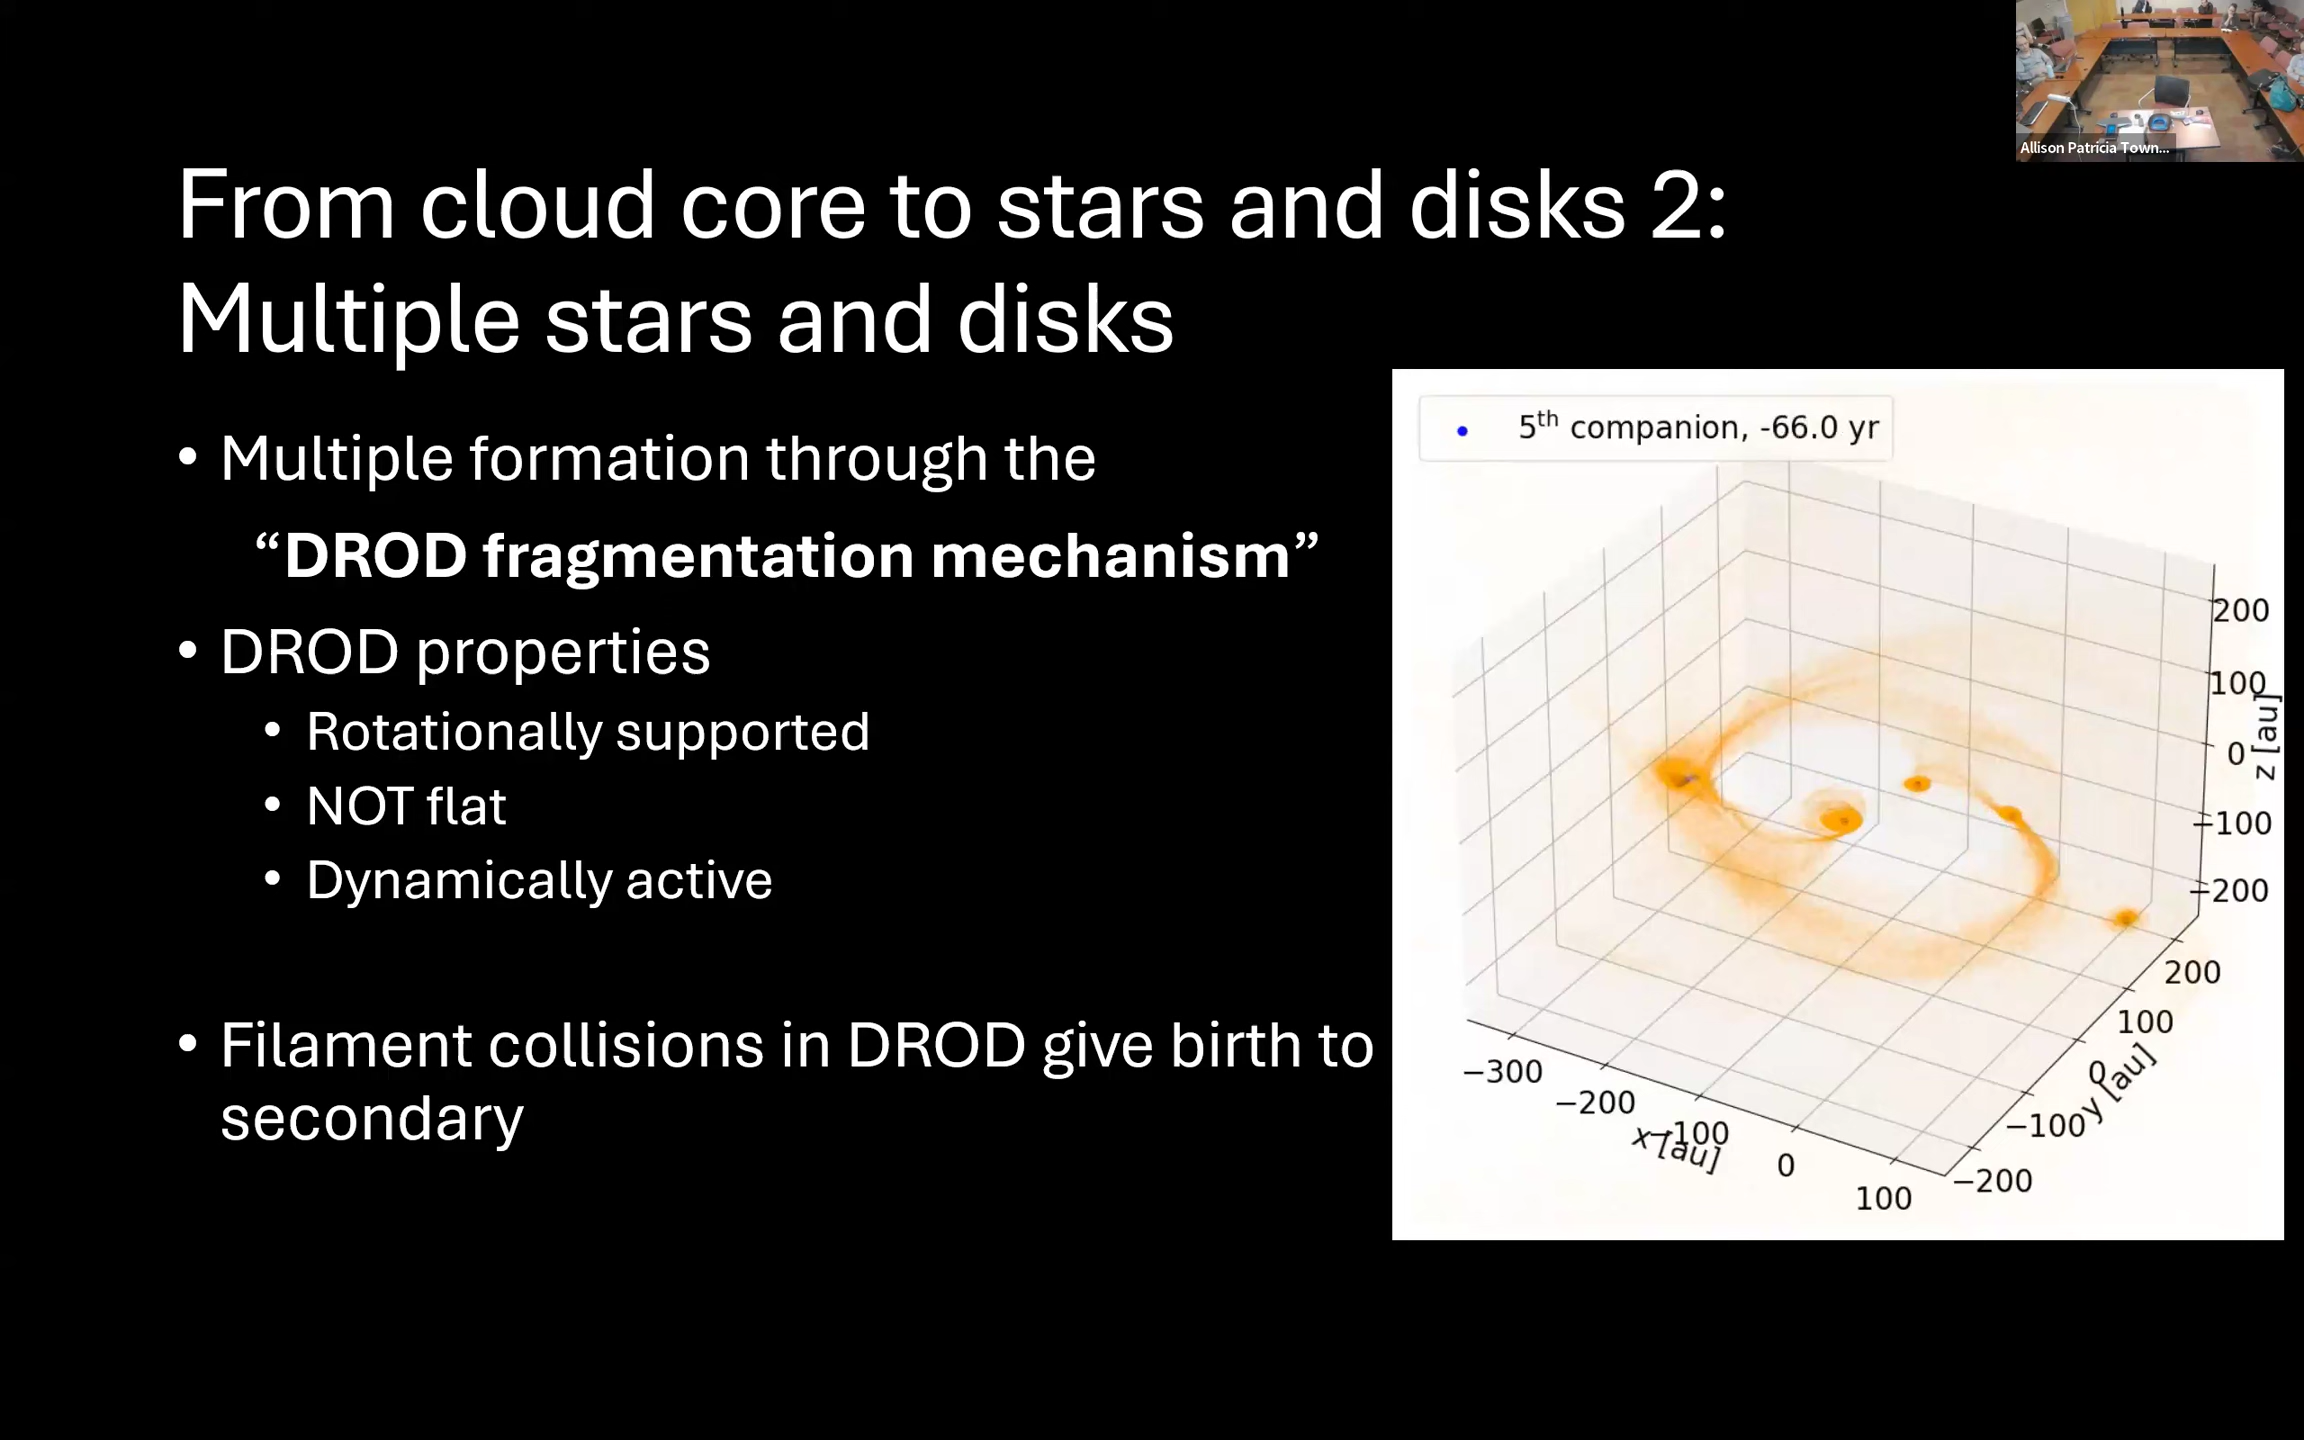 Allison Patricia Town...
From cloud core to stars and disks 2:
Multiple stars and disks
• Multiple formation through the
“DROD fragmentation mechanism”
• DROD properties
• Rotationally supported
• NOT flat
• Dynamically active
• Filament collisions in DROD give birth to
secondary
5th companion, -66.0 yr
200
100
0
−100
−200
z [au]
200
100
0
−100
−200
y [au]
−300
−200
−100
0
100
x [au]